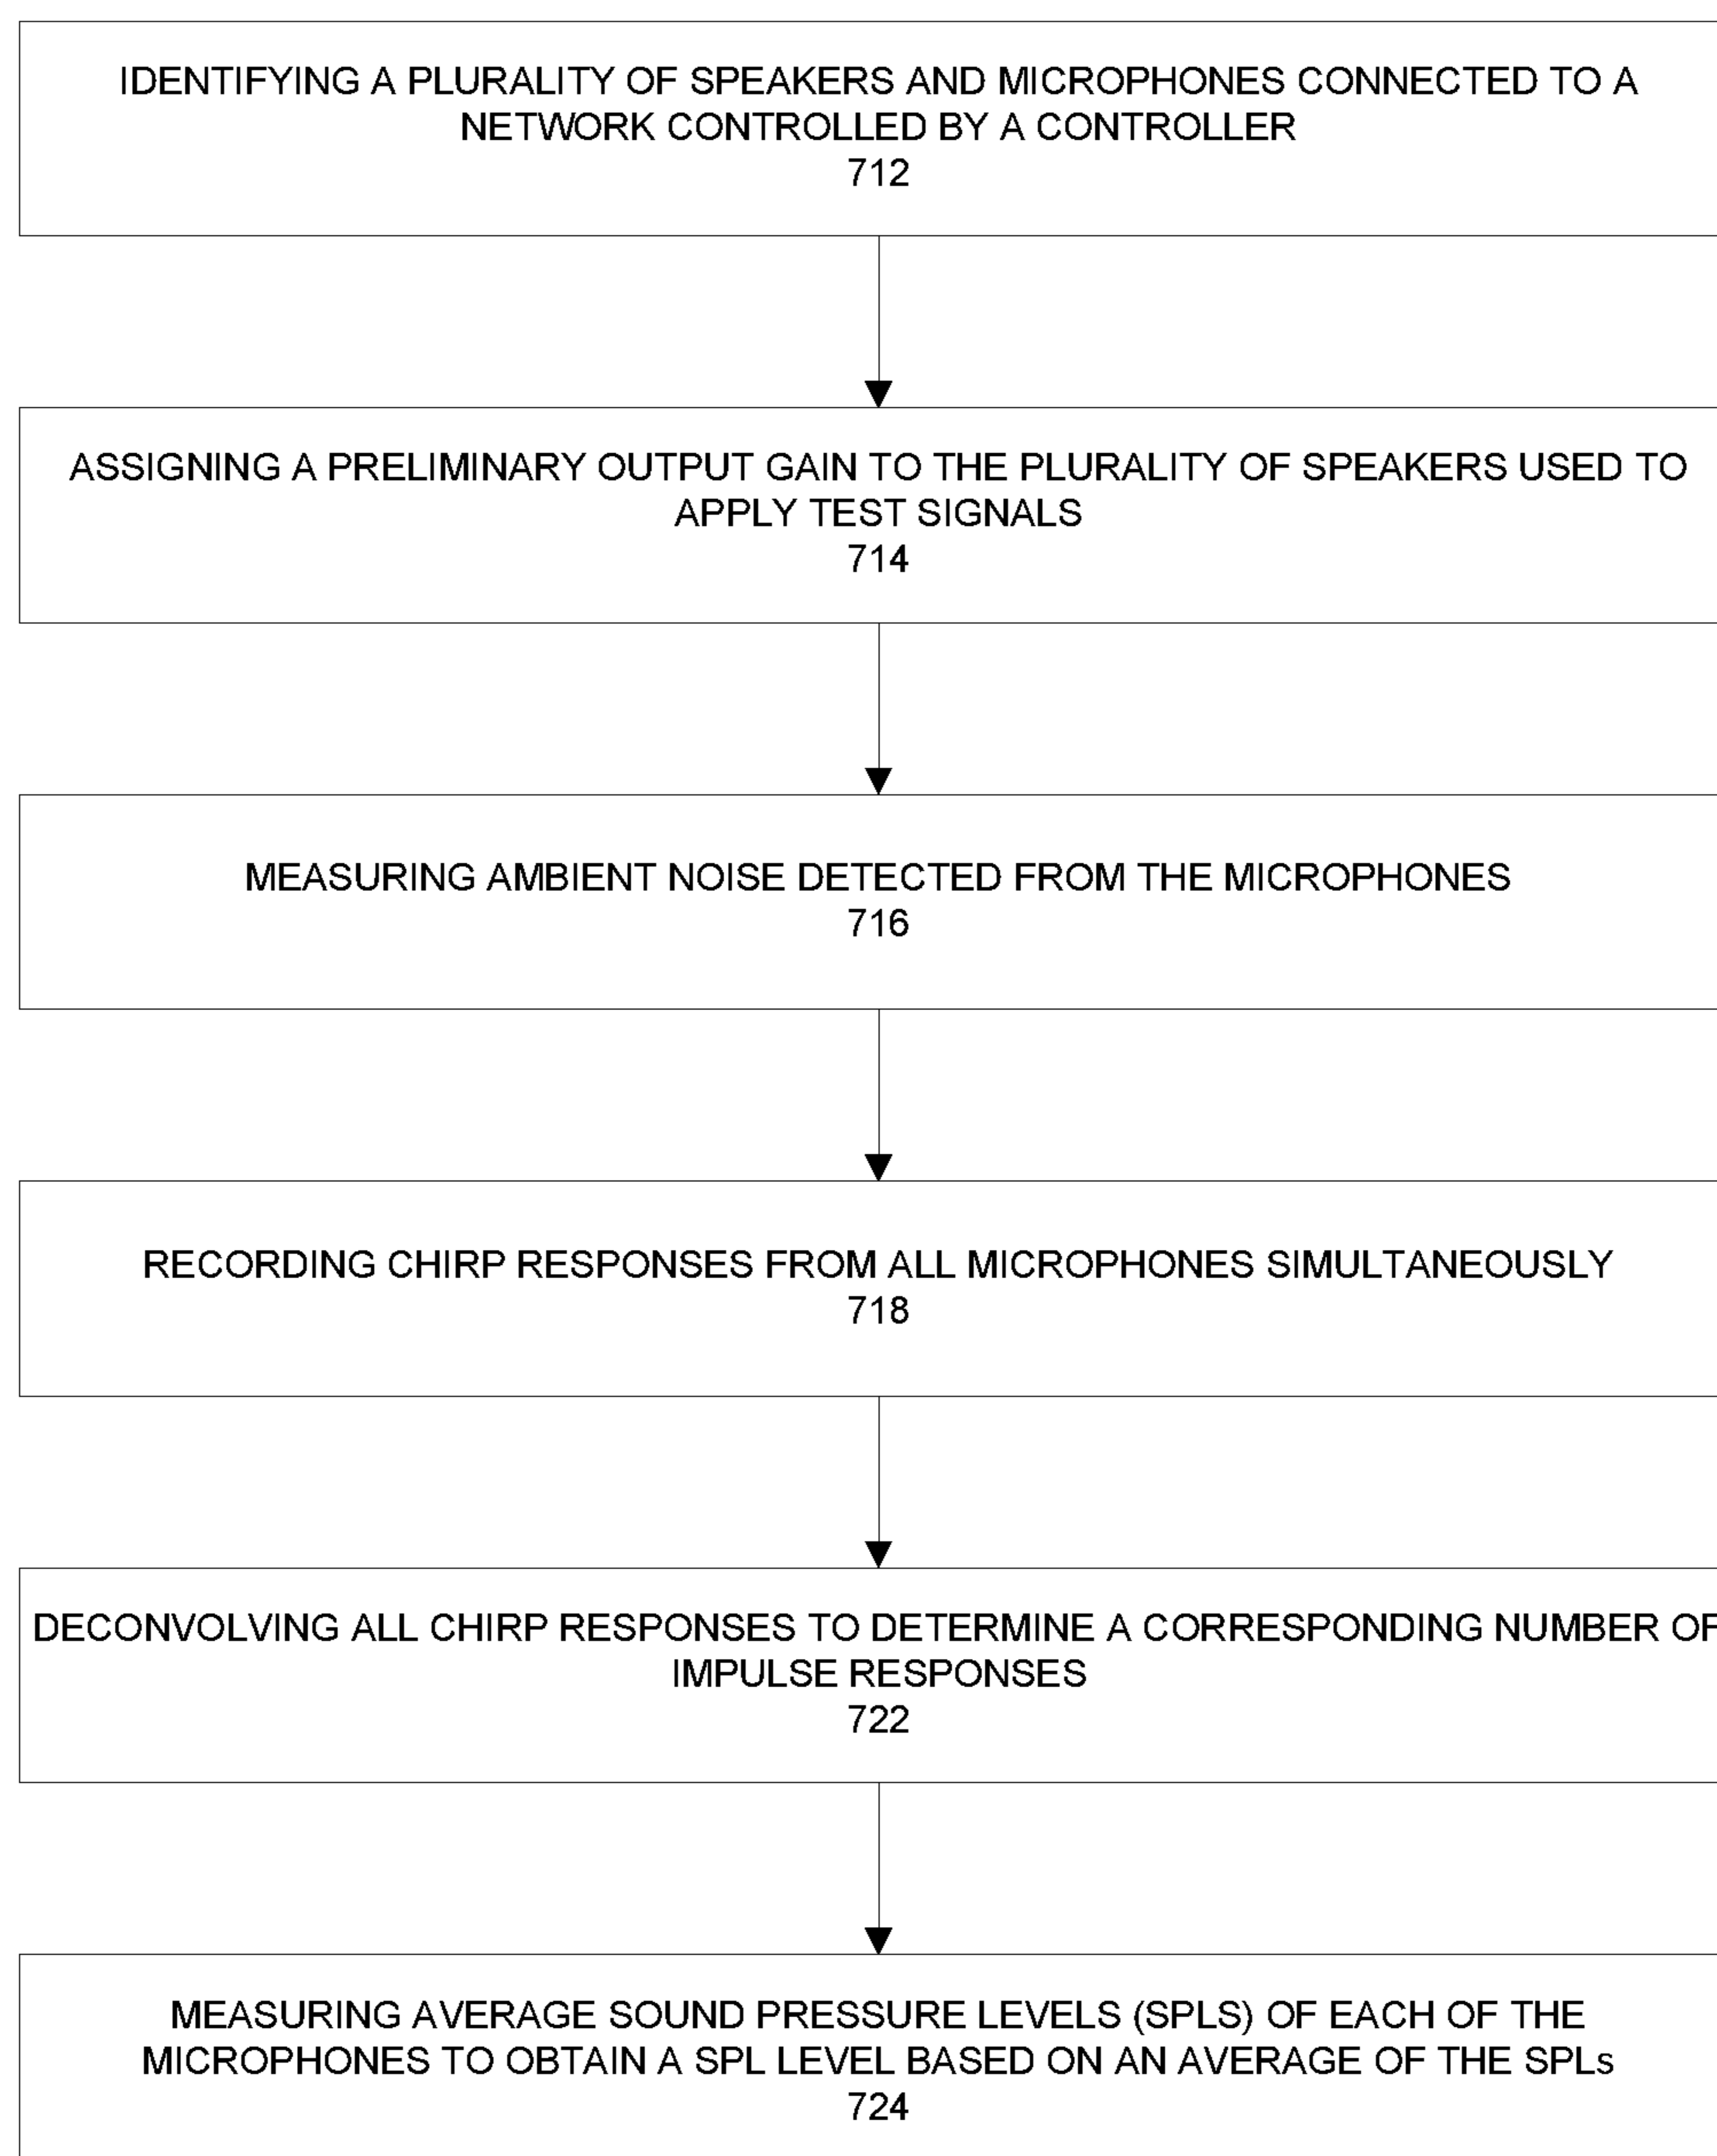 IDENTIFYING A PLURALITY OF SPEAKERS AND MICROPHONES CONNECTED TO A
NETWORK CONTROLLED BY A CONTROLLER
712
ASSIGNING A PRELIMINARY OUTPUT GAIN TO THE PLURALITY OF SPEAKERS USED TO
APPLY TEST SIGNALS
714
MEASURING AMBIENT NOISE DETECTED FROM THE MICROPHONES
716
RECORDING CHIRP RESPONSES FROM ALL MICROPHONES SIMULTANEOUSLY
718
DECONVOLVING ALL CHIRP RESPONSES TO DETERMINE A CORRESPONDING NUMBER OF
IMPULSE RESPONSES
722
MEASURING AVERAGE SOUND PRESSURE LEVELS (SPLS) OF EACH OF THE
MICROPHONES TO OBTAIN A SPL LEVEL BASED ON AN AVERAGE OF THE SPLs
724